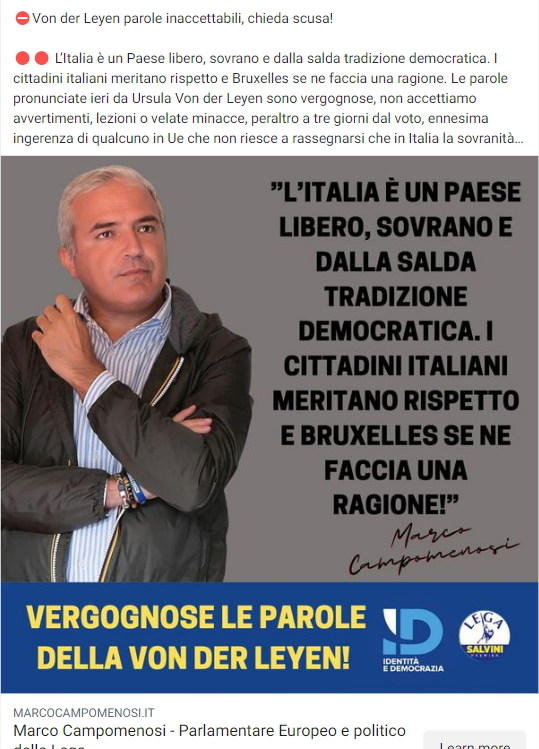 ⛔Von der Leyen parole inaccettabili, chieda scusa!
🔴 🔴 L'Italia è un Paese libero, sovrano e dalla salda tradizione democratica. I
cittadini italiani meritano rispetto e Bruxelles se ne faccia una ragione. Le parole
pronunciate ieri da Ursula Von der Leyen sono vergognose, non accettiamo
avvertimenti, lezioni o velate minacce, peraltro a tre giorni dal voto, ennesima
ingerenza di qualcuno in Ue che non riesce a rassegnarsi che in Italia la sovranità...
"L'ITALIA È UN PAESE
LIBERO, SOVRANO E
DALLA SALDA
TRADIZIONE
DEMOCRATICA. I
CITTADINI ITALIANI
MERITANO RISPETTO
E BRUXELLES SE NE
FACCIA UNA
RAGIONE!"
Marco
Campomenosi
VERGOGNOSE LE PAROLE
DELLA VON DER LEYEN!
ID
IDENTITÀ
E DEMOCRAZIA
LEGA
SALVINI
PREMIER
MARCOCAMPOMENOSI.IT
Marco Campomenosi - Parlamentare Europeo e politico
della Lega
Learn more